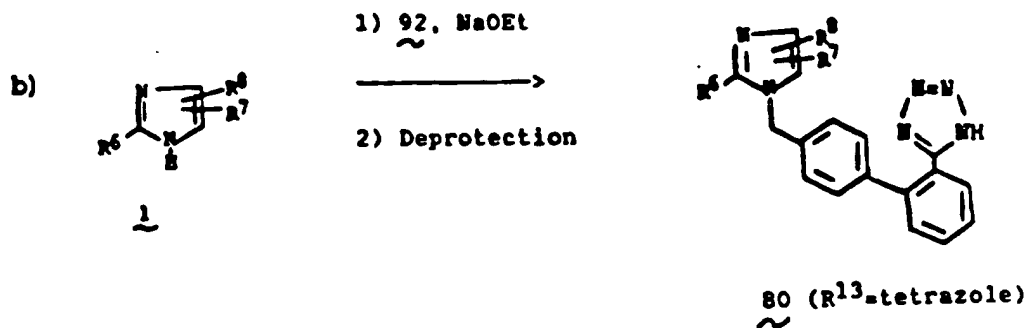 b)
1) 92, NaOEt
2) Deprotection
N
R⁸
R⁷
R⁶
N
H
1
N
R⁸
R⁷
R⁶
N
N=N
N
NH
80 (R¹³=tetrazole)